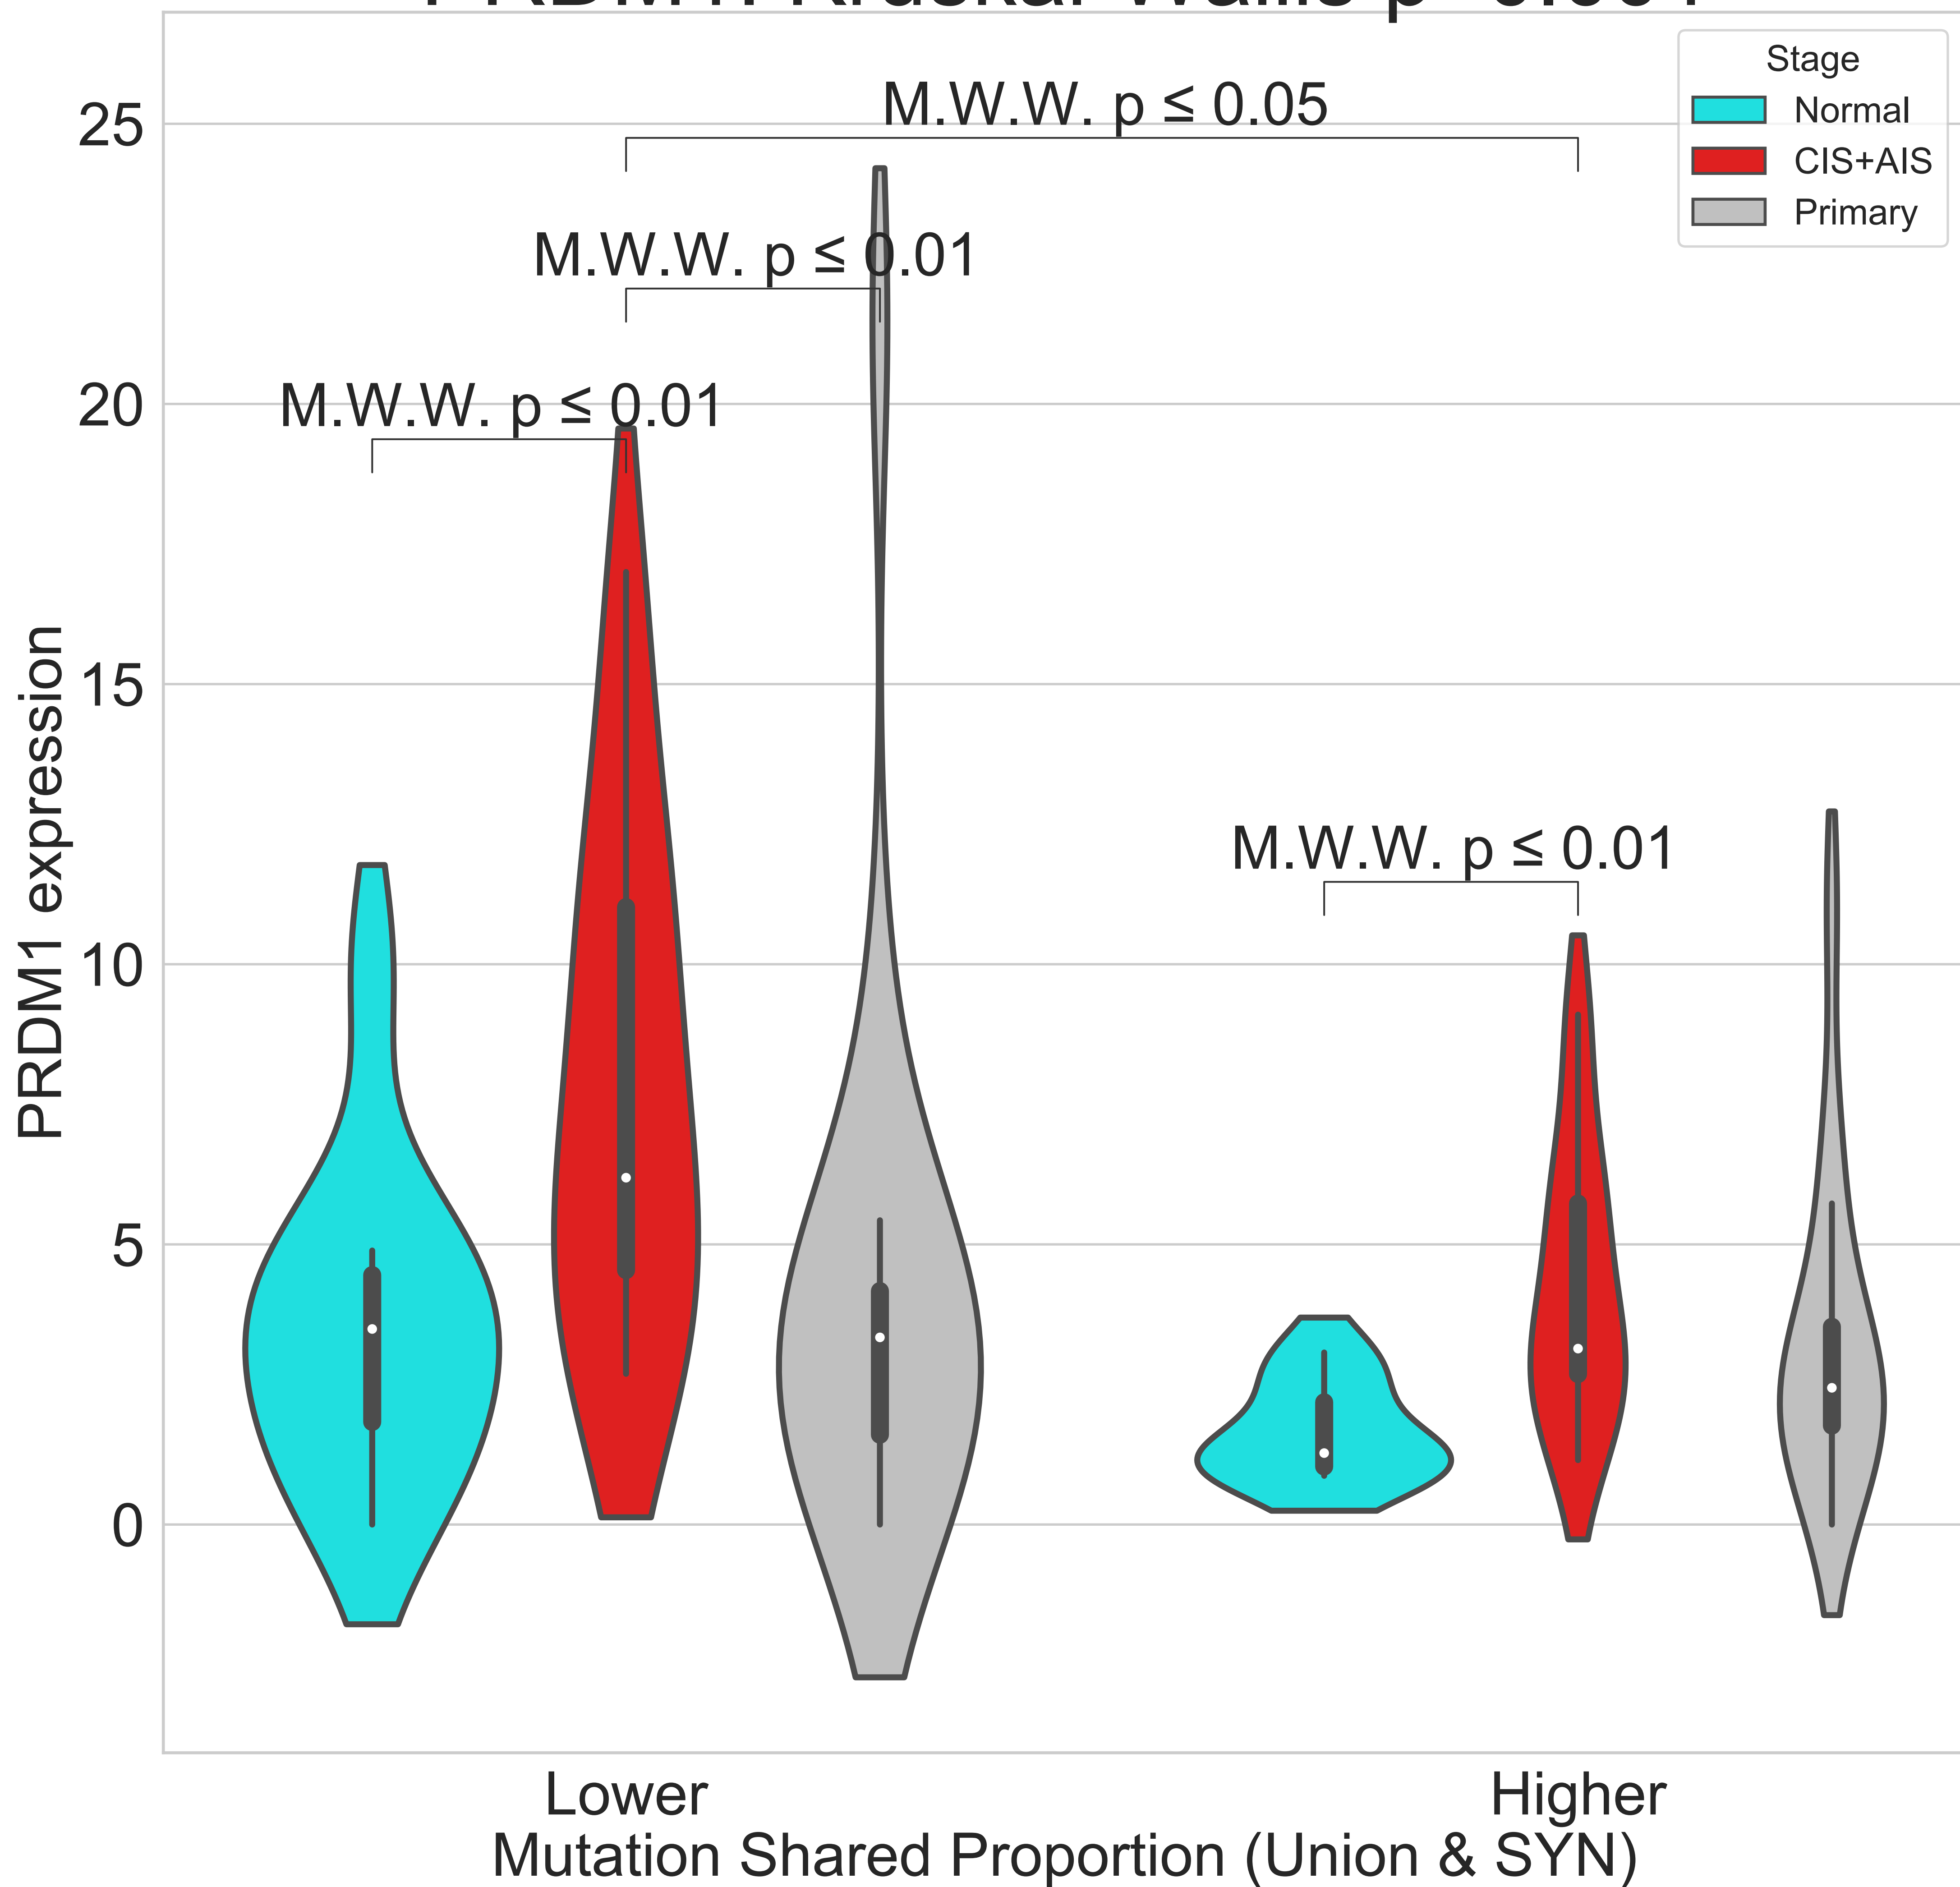 Stage
Normal
CIS+AIS
Primary
M.W.W. p ≤ 0.05
M.W.W. p ≤ 0.01
M.W.W. p ≤ 0.01
M.W.W. p ≤ 0.01
25
20
15
10
5
0
PRDM1 expression
Lower
Higher
Mutation Shared Proportion (Union & SYN)